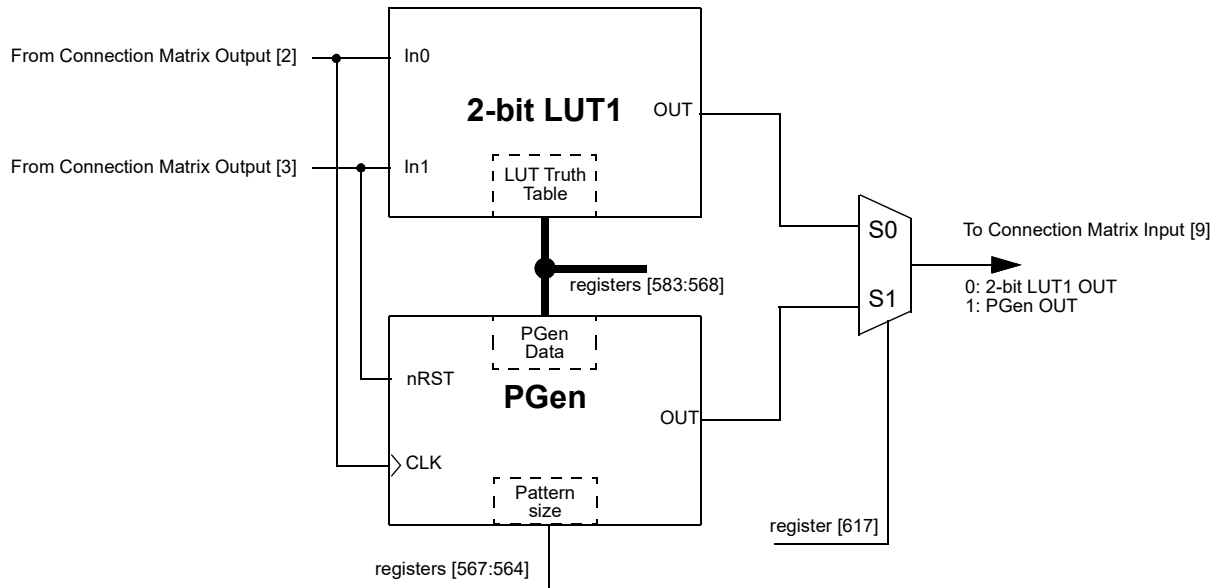 From Connection Matrix Output [2]
In0
2-bit LUT1
OUT
From Connection Matrix Output [3]
In1
LUT Truth
Table
S0
To Connection Matrix Input [9]
registers [583:568]
0: 2-bit LUT1 OUT
S1
1: PGen OUT
PGen
Data
nRST
PGen
OUT
CLK
Pattern
size
register [617]
registers [567:564]